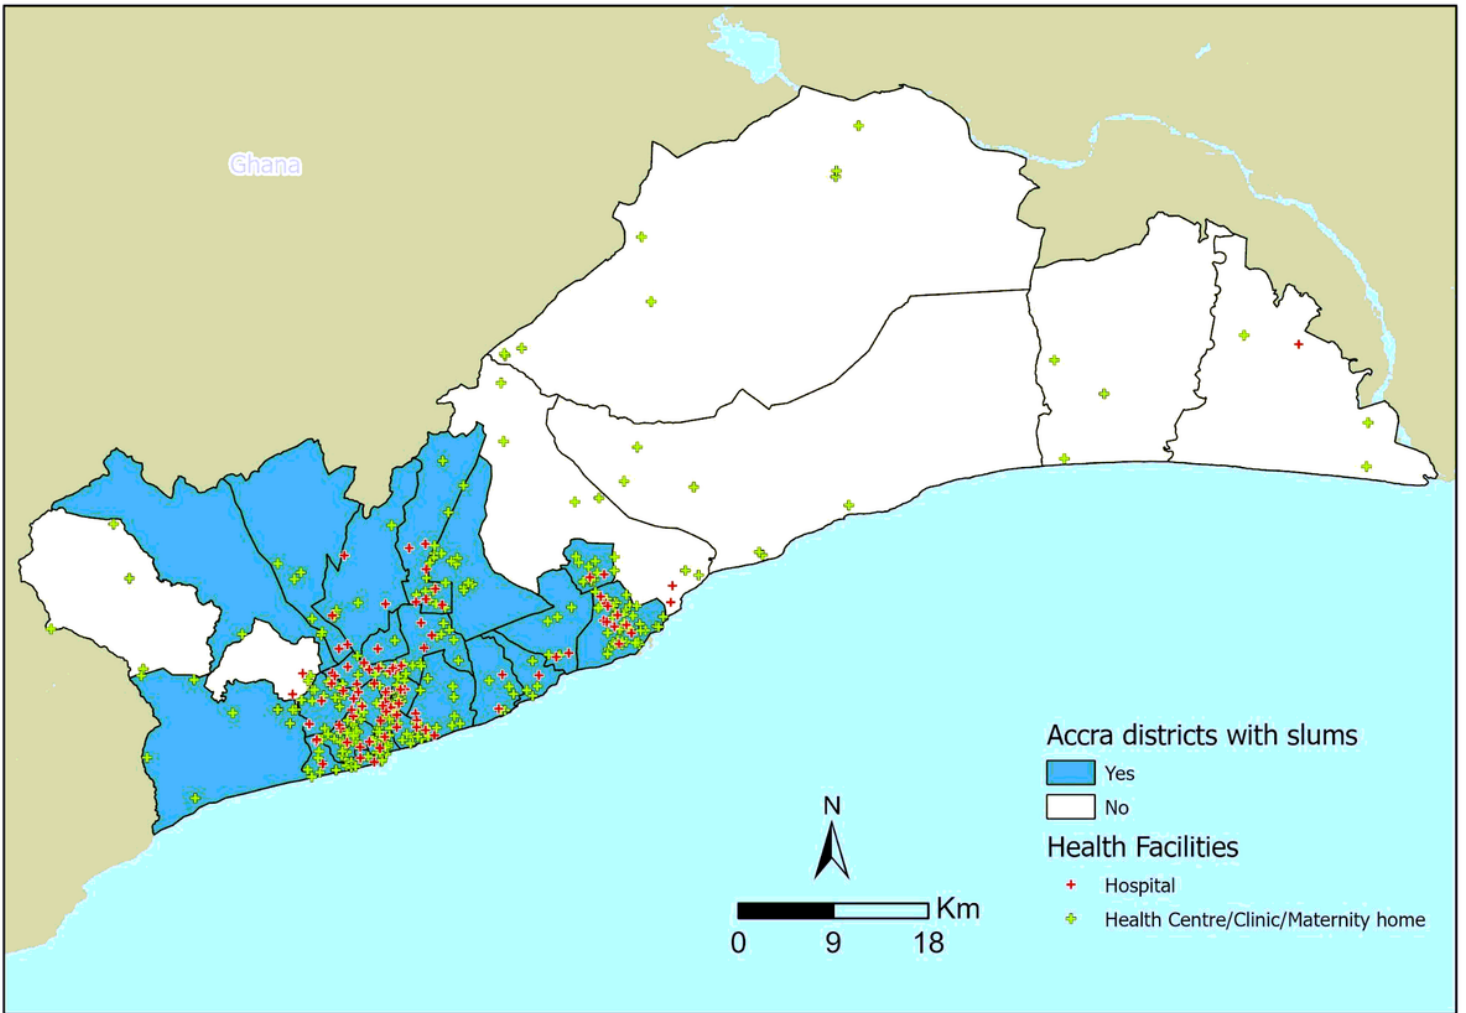 Ghana
Accra districts with slums
Yes
No
Health Facilities
Hospital
Health Centre/Clinic/Maternity home
N
Km
0 9 18